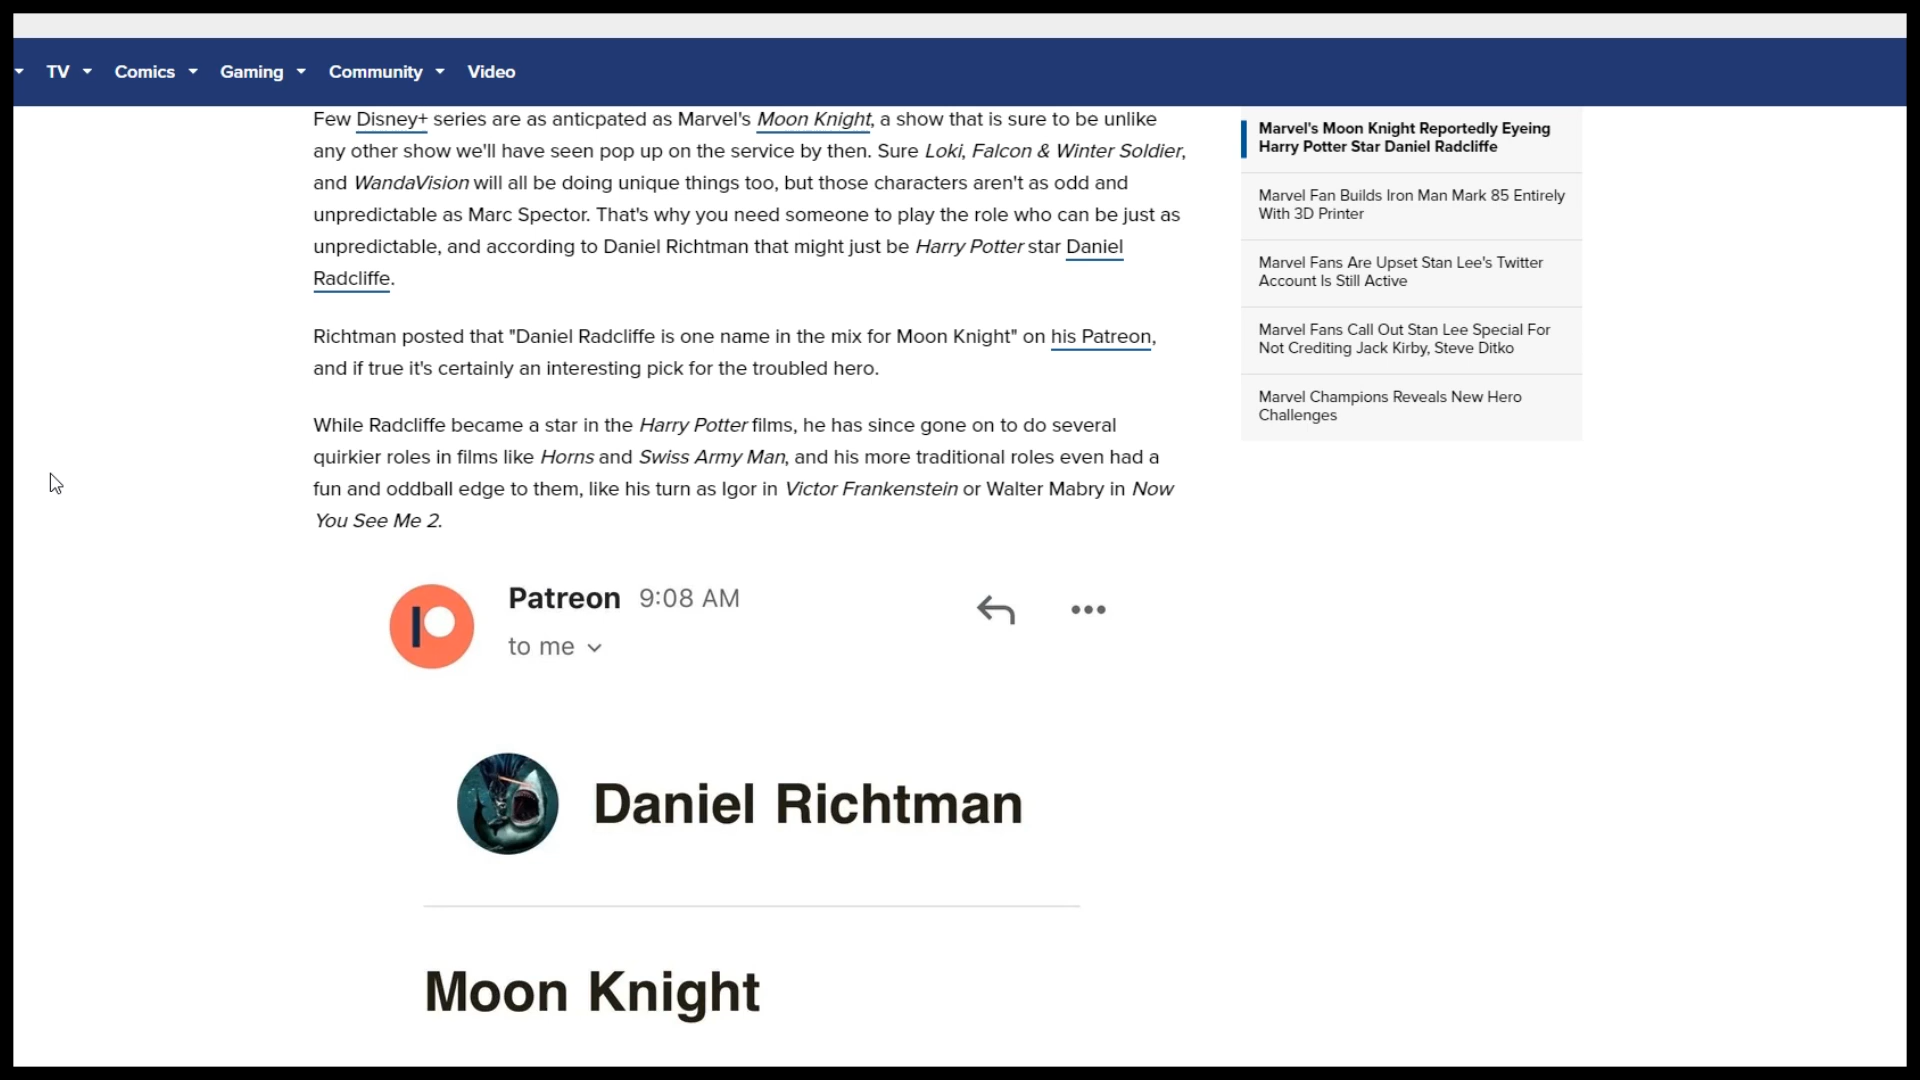 TV Comics Gaming Community Video
Few Disney+ series are as anticpated as Marvel's Moon Knight, a show that is sure to be unlike
any other show we'll have seen pop up on the service by then. Sure Loki, Falcon & Winter Soldier,
and WandaVision will all be doing unique things too, but those characters aren't as odd and
unpredictable as Marc Spector. That's why you need someone to play the role who can be just as
unpredictable, and according to Daniel Richtman that might just be Harry Potter star Daniel
Radcliffe.
Richtman posted that "Daniel Radcliffe is one name in the mix for Moon Knight" on his Patreon,
and if true it's certainly an interesting pick for the troubled hero.
While Radcliffe became a star in the Harry Potter films, he has since gone on to do several
quirkier roles in films like Horns and Swiss Army Man, and his more traditional roles even had a
fun and oddball edge to them, like his turn as Igor in Victor Frankenstein or Walter Mabry in Now
You See Me 2.
Patreon 9:08 AM
to me
Daniel Richtman
Moon Knight
Marvel's Moon Knight Reportedly Eyeing
Harry Potter Star Daniel Radcliffe
Marvel Fan Builds Iron Man Mark 85 Entirely
With 3D Printer
Marvel Fans Are Upset Stan Lee's Twitter
Account Is Still Active
Marvel Fans Call Out Stan Lee Special For
Not Crediting Jack Kirby, Steve Ditko
Marvel Champions Reveals New Hero
Challenges